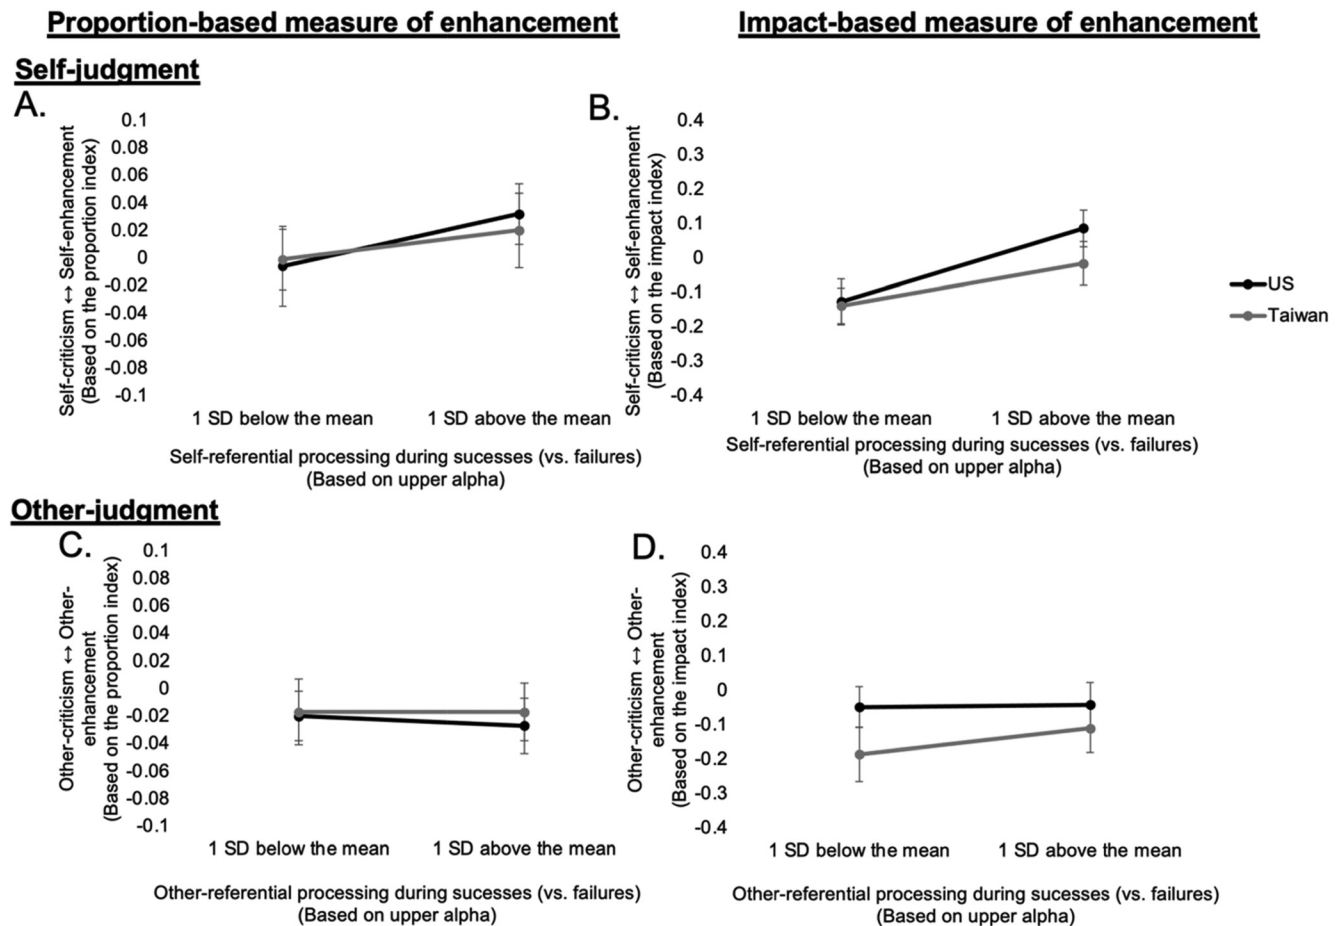 Proportion-based measure of enhancement
Impact-based measure of enhancement
Self-judgment
A.
Self-criticism ↔ Self-enhancement
(Based on the proportion index)
0.1
0.08
0.06
0.04
0.02
0
-0.02
-0.04
-0.06
-0.08
-0.1
1 SD below the mean
1 SD above the mean
Self-referential processing during sucesses (vs. failures)
(Based on upper alpha)
B.
Self-criticism ↔ Self-enhancement
(Based on the impact index)
0.4
0.3
0.2
0.1
0
-0.1
-0.2
-0.3
-0.4
1 SD below the mean
1 SD above the mean
Self-referential processing during sucesses (vs. failures)
(Based on upper alpha)
US
Taiwan
Other-judgment
C.
Other-criticism ↔ Other-
enhancement
(Based on the proportion index)
0.1
0.08
0.06
0.04
0.02
0
-0.02
-0.04
-0.06
-0.08
-0.1
1 SD below the mean
1 SD above the mean
Other-referential processing during sucesses (vs. failures)
(Based on upper alpha)
D.
Other-criticism ↔ Other-
enhancement
(Based on the impact index)
0.4
0.3
0.2
0.1
0
-0.1
-0.2
-0.3
-0.4
1 SD below the mean
1 SD above the mean
Other-referential processing during sucesses (vs. failures)
(Based on upper alpha)